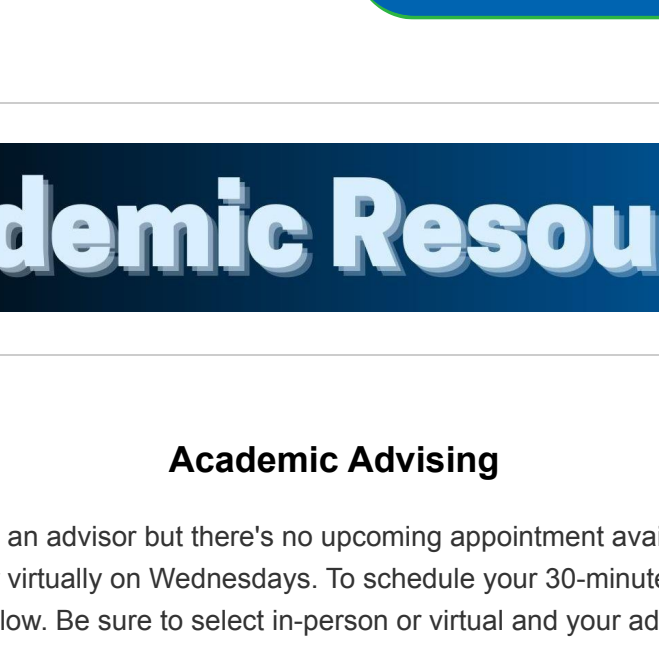 demic Resou
Academic Advising
an advisor but there's no upcoming appointment avai
virtually on Wednesdays. To schedule your 30-minute
low. Be sure to select in-person or virtual and your ad